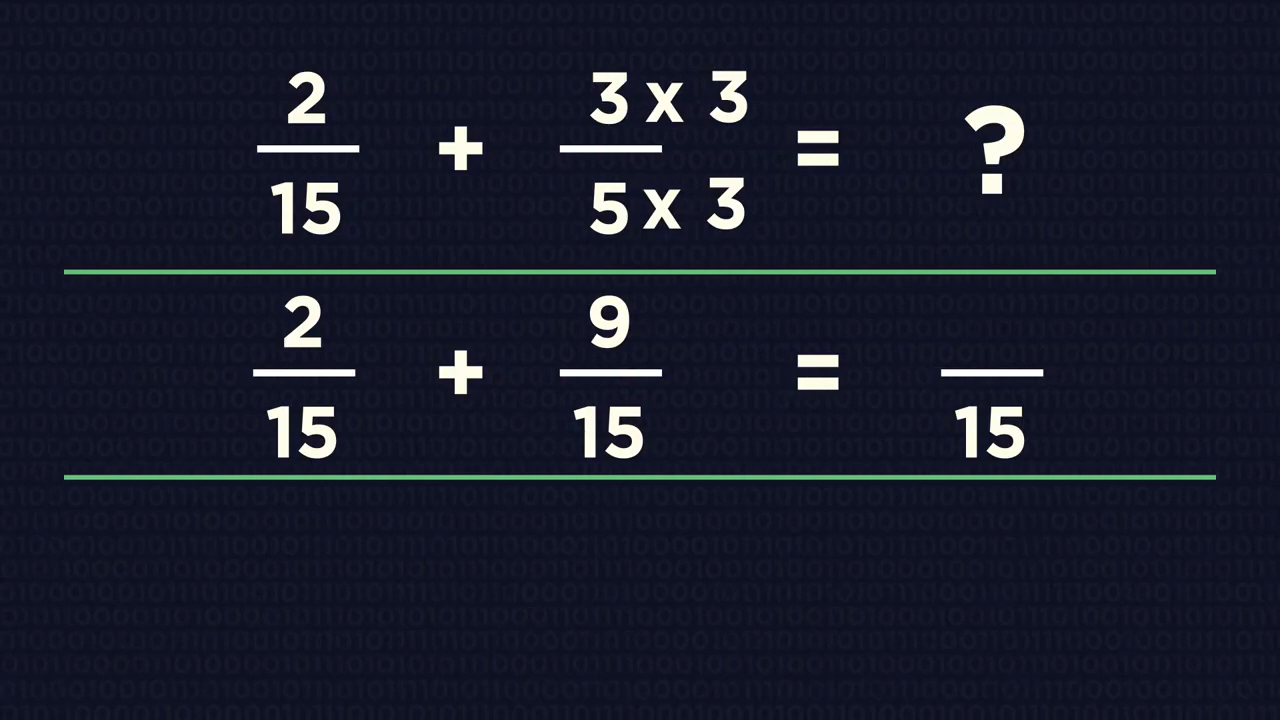 2/15 + 3 x 3/5 x 3 = ?
2/15 + 9/15 = /15